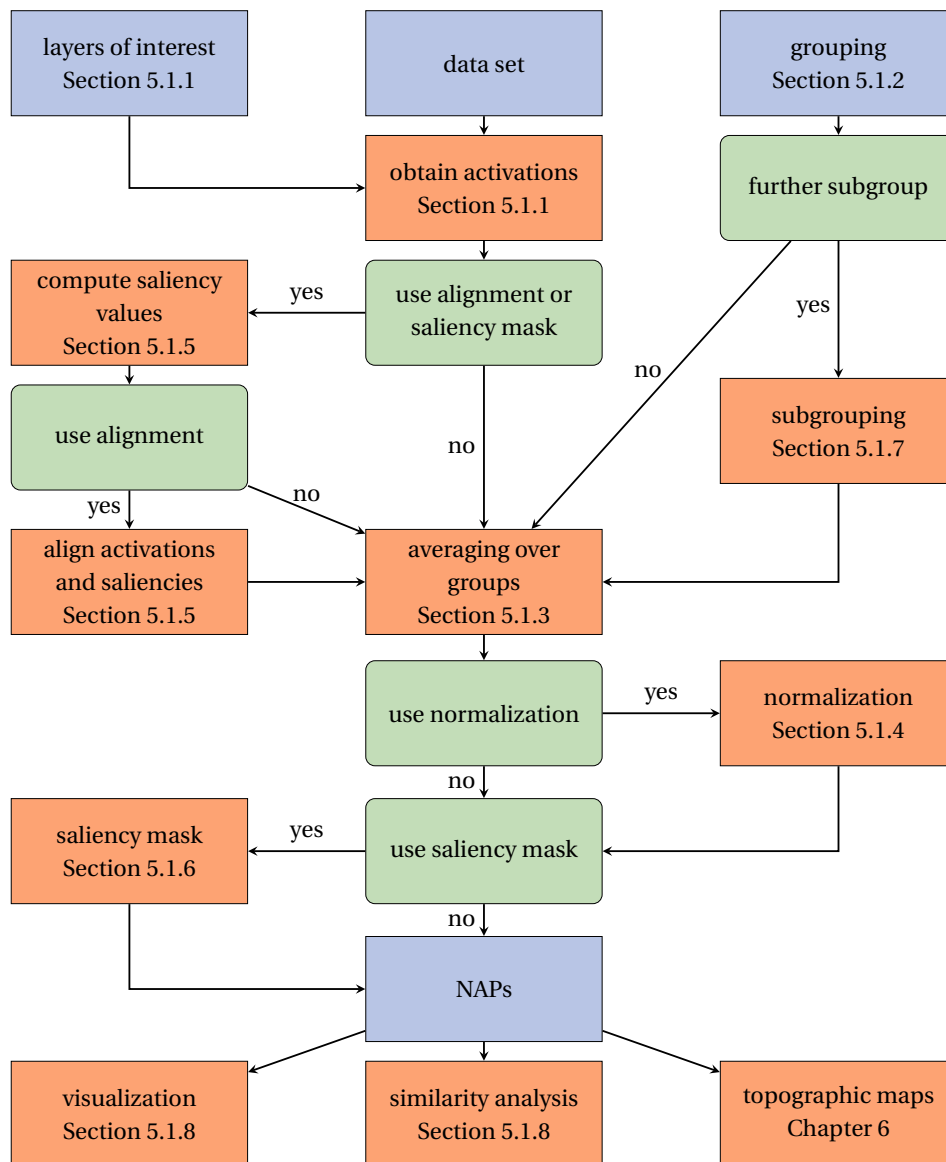 layers of interest
Section 5.1.1
data set
grouping
Section 5.1.2
obtain activations
Section 5.1.1
further subgroup
compute saliency
values
Section 5.1.5
yes
use alignment or
saliency mask
yes
no
use alignment
no
subgrouping
Section 5.1.7
yes
no
align activations
and saliencies
Section 5.1.5
averaging over
groups
Section 5.1.3
use normalization
yes
normalization
Section 5.1.4
no
saliency mask
Section 5.1.6
yes
use saliency mask
no
NAPs
visualization
Section 5.1.8
similarity analysis
Section 5.1.8
topographic maps
Chapter 6